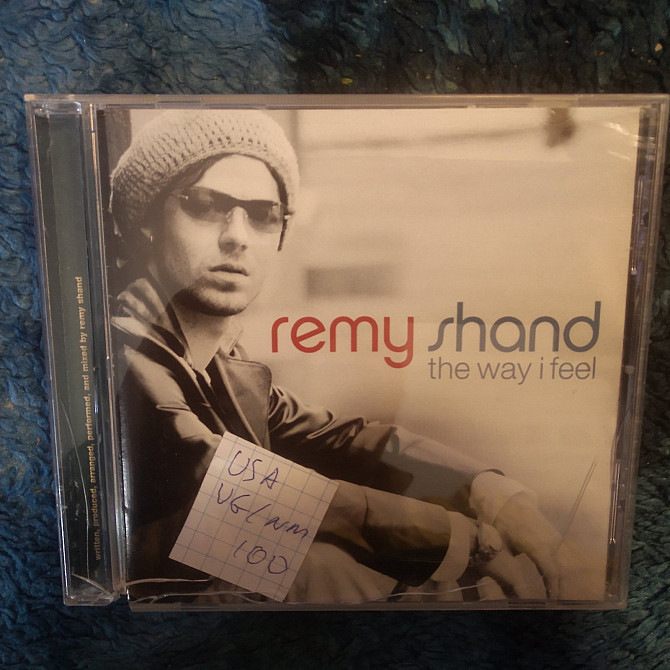 written, produced, arranged, performed, and mixed by remy shand
remy shand
the way i feel
USA
VG/NM
100